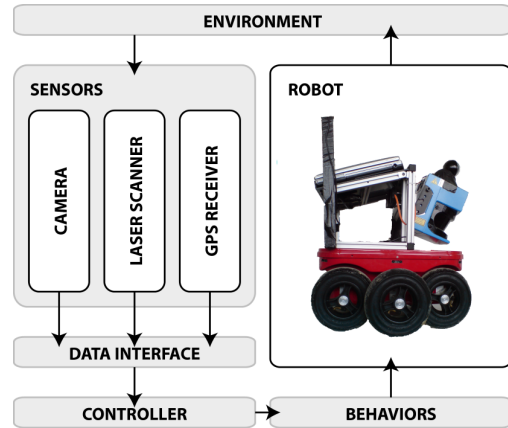 ENVIRONMENT
SENSORS
CAMERA
LASER SCANNER
GPS RECEIVER
ROBOT
DATA INTERFACE
CONTROLLER
BEHAVIORS